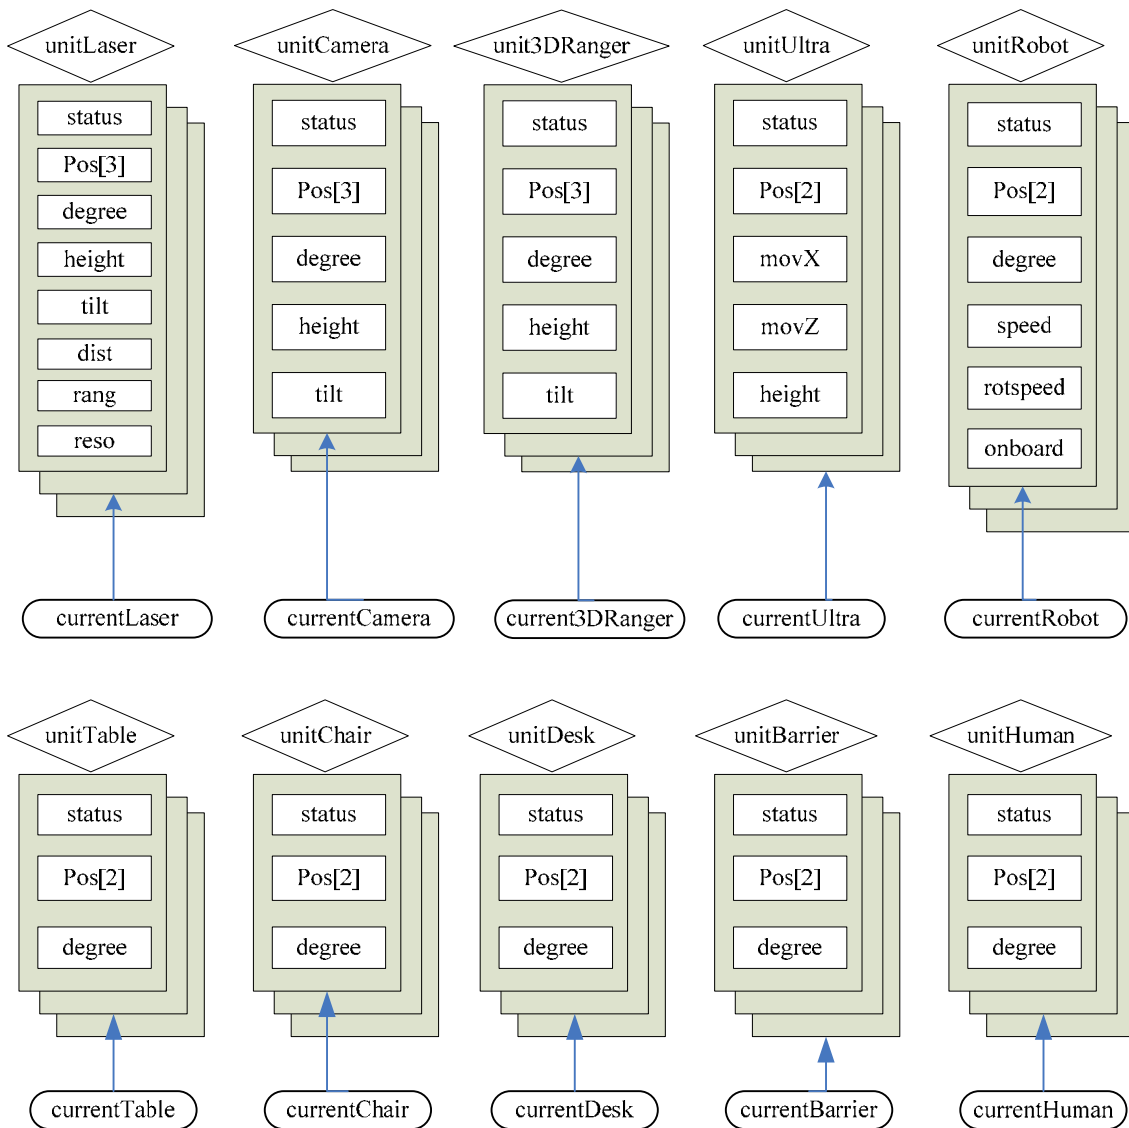 unitLaser
status
Pos[3]
degree
height
tilt
dist
rang
reso
currentLaser
unitCamera
status
Pos[3]
degree
height
tilt
currentCamera
unit3DRanger
status
Pos[3]
degree
height
tilt
current3DRanger
unitUltra
status
Pos[2]
movX
movZ
height
currentUltra
unitRobot
status
Pos[2]
degree
speed
rotspeed
onboard
currentRobot
unitTable
status
Pos[2]
degree
currentTable
unitChair
status
Pos[2]
degree
currentChair
unitDesk
status
Pos[2]
degree
currentDesk
unitBarrier
status
Pos[2]
degree
currentBarrier
unitHuman
status
Pos[2]
degree
currentHuman